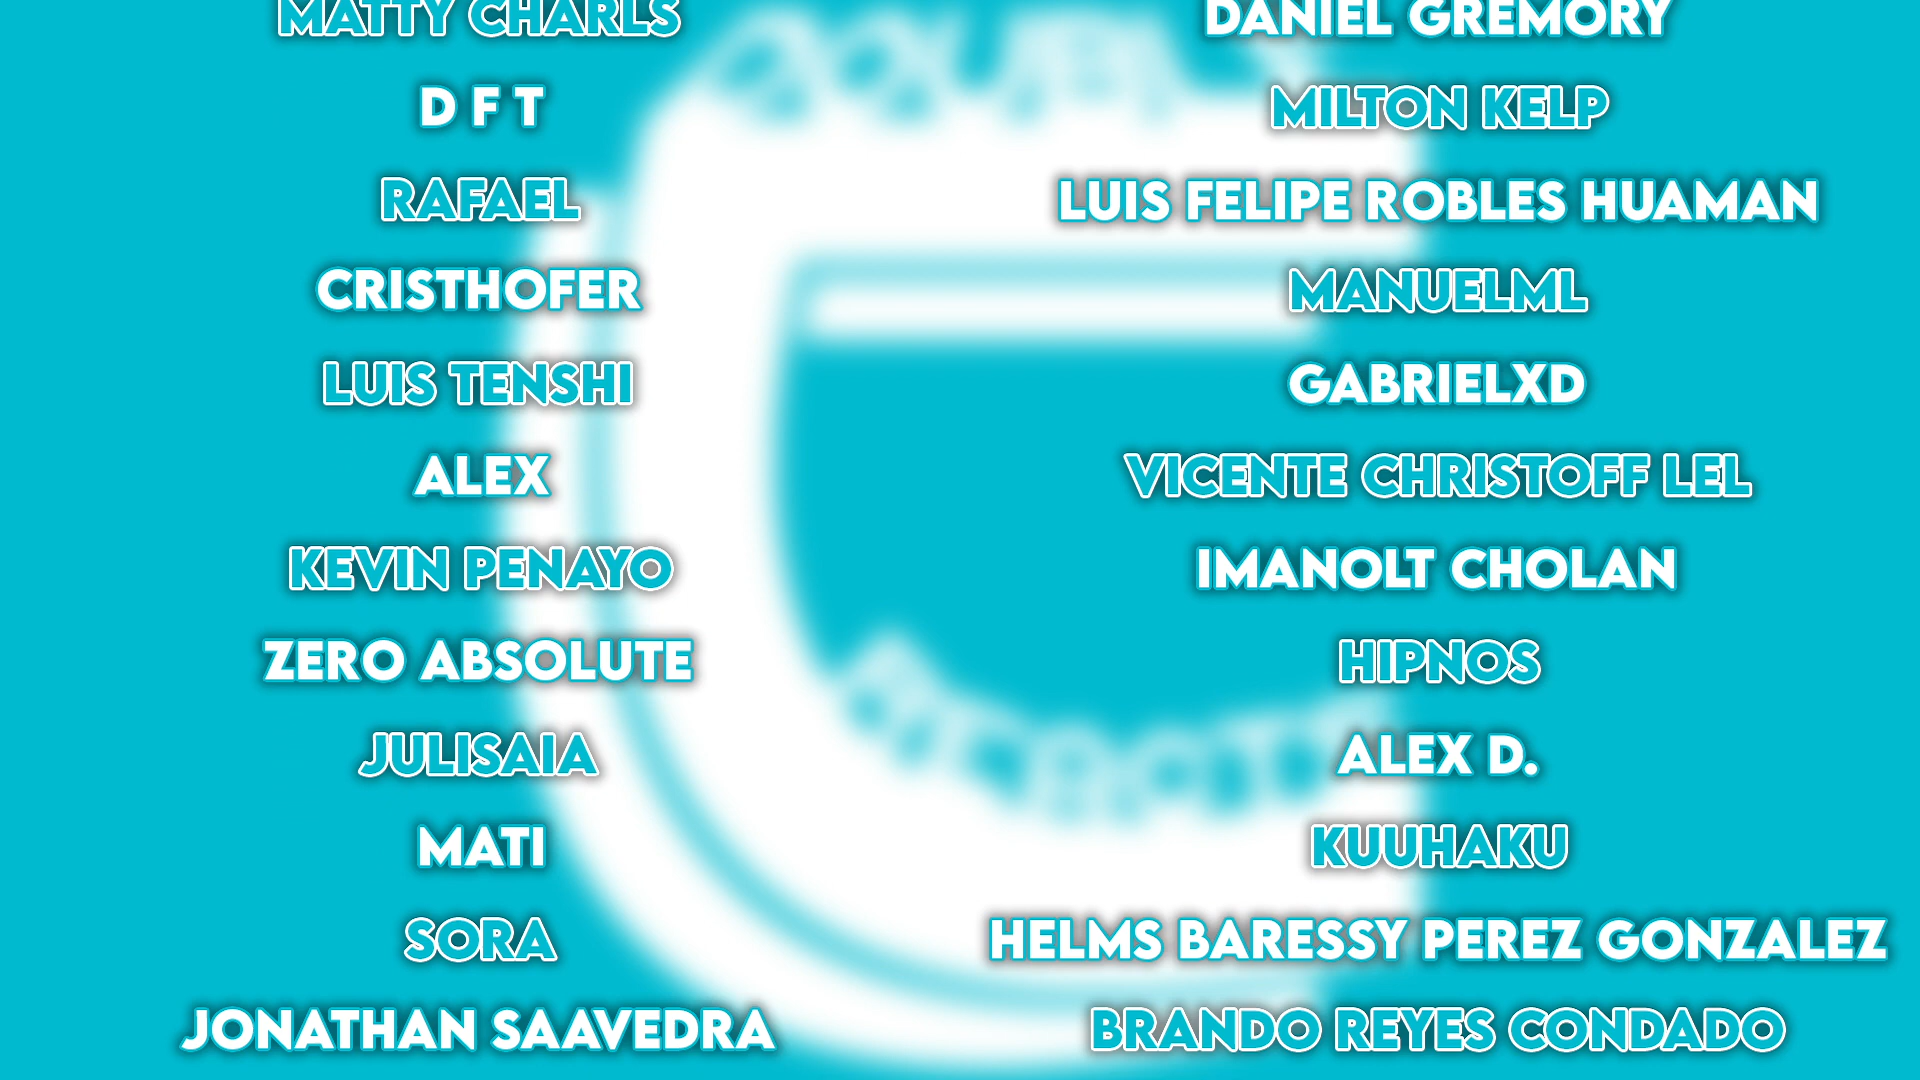 MATTY CHARLS
D F T
RAFAEL
CRISTHOFER
LUIS TENSHI
ALEX
KEVIN PENAYO
ZERO ABSOLUTE
JULISAIA
MATI
SORA
JONATHAN SAAVEDRA
DANIEL GREMORY
MILTON KELP
LUIS FELIPE ROBLES HUAMAN
MANUELML
GABRIELXD
VICENTE CHRISTOFF LEL
IMANOLT CHOLAN
HIPNOS
ALEX D.
KUUHAKU
HELMS BARESSY PEREZ GONZALEZ
BRANDO REYES CONDADO